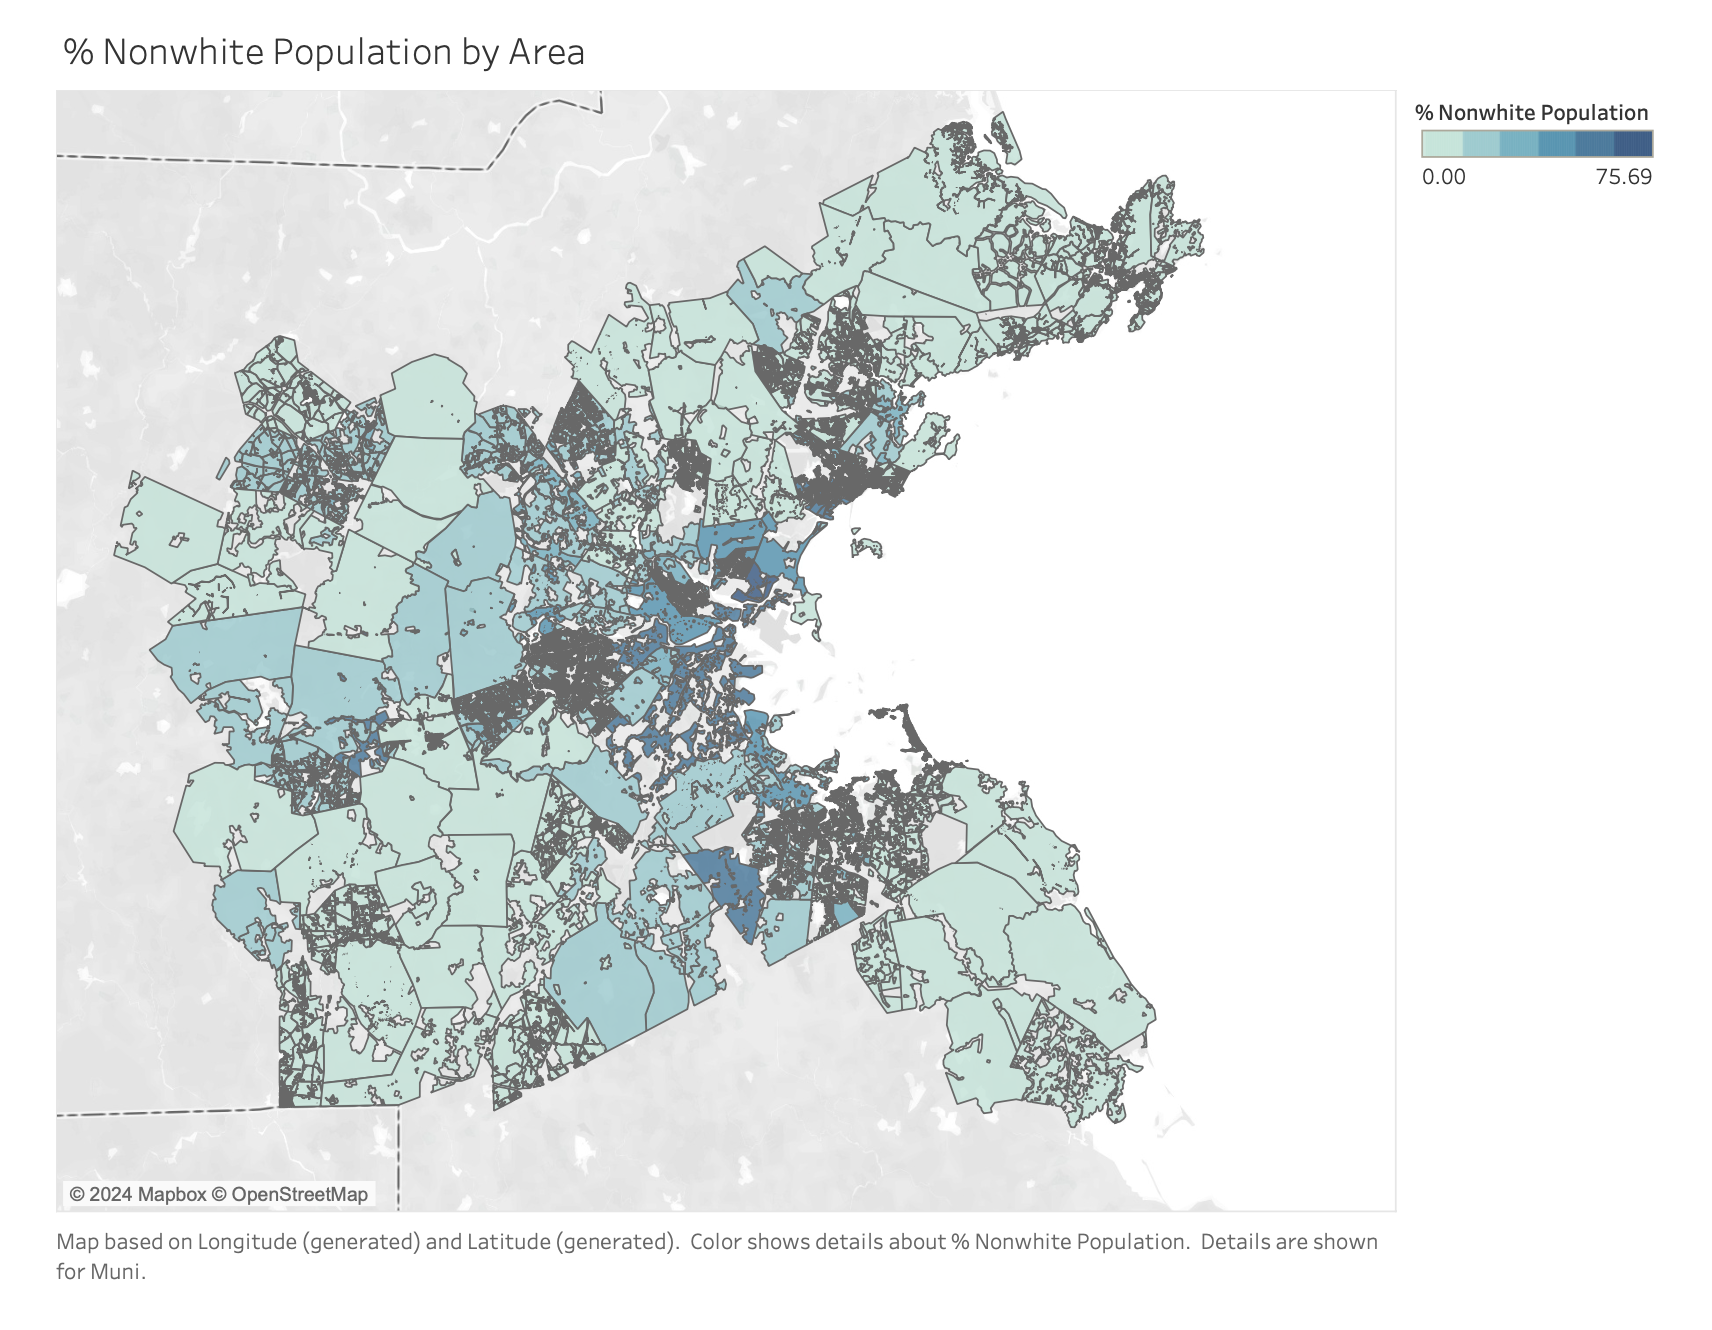 % Nonwhite Population by Area
% Nonwhite Population
0.00 75.69
© 2024 Mapbox © OpenStreetMap
Map based on Longitude (generated) and Latitude (generated). Color shows details about % Nonwhite Population. Details are shown
for Muni.